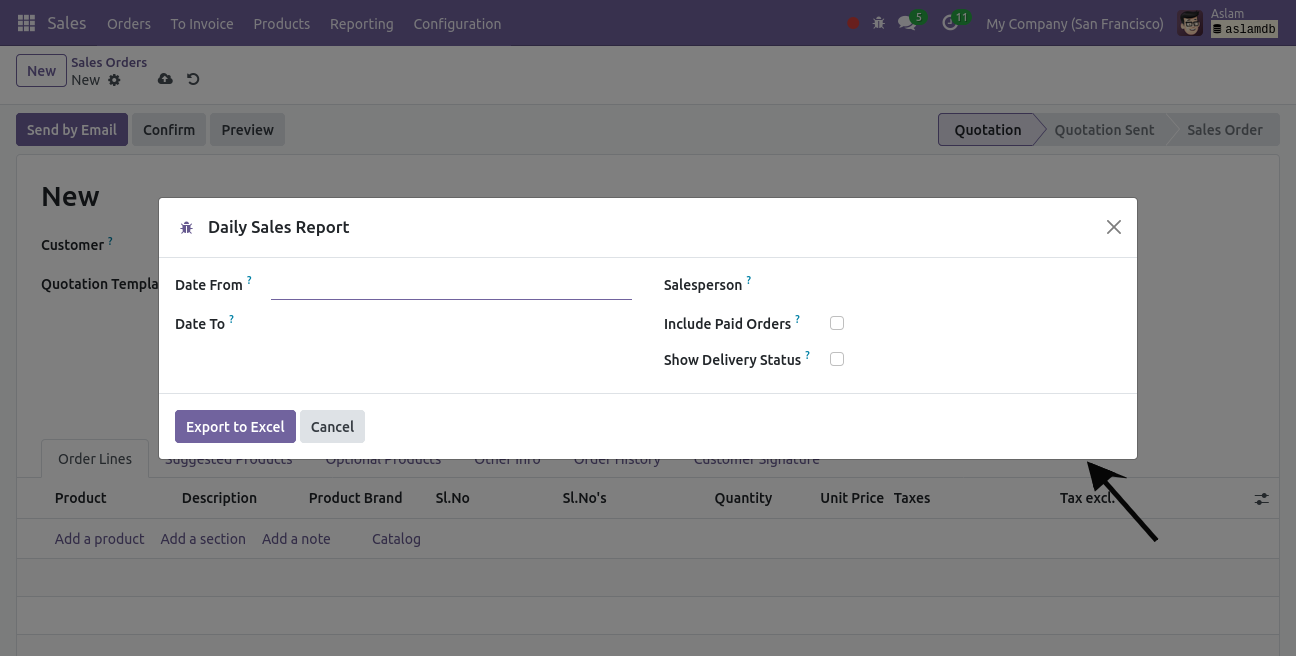 Sales Orders To Invoice Products Reporting Configuration 5 11 My Company (San Francisco) Aslam
aslamdb
New Sales Orders
New
Send by Email Confirm Preview Quotation Quotation Sent Sales Order
New
Customer ?
Quotation Templa
Daily Sales Report
Date From ? Salesperson ?
Date To ? Include Paid Orders ?
Show Delivery Status ?
Export to Excel Cancel
Order Lines Suggested Products Optional Products Other Info Order History Customer Signature
Product Description Product Brand Sl.No Sl.No's Quantity Unit Price Taxes Tax excl.
Add a product Add a section Add a note Catalog